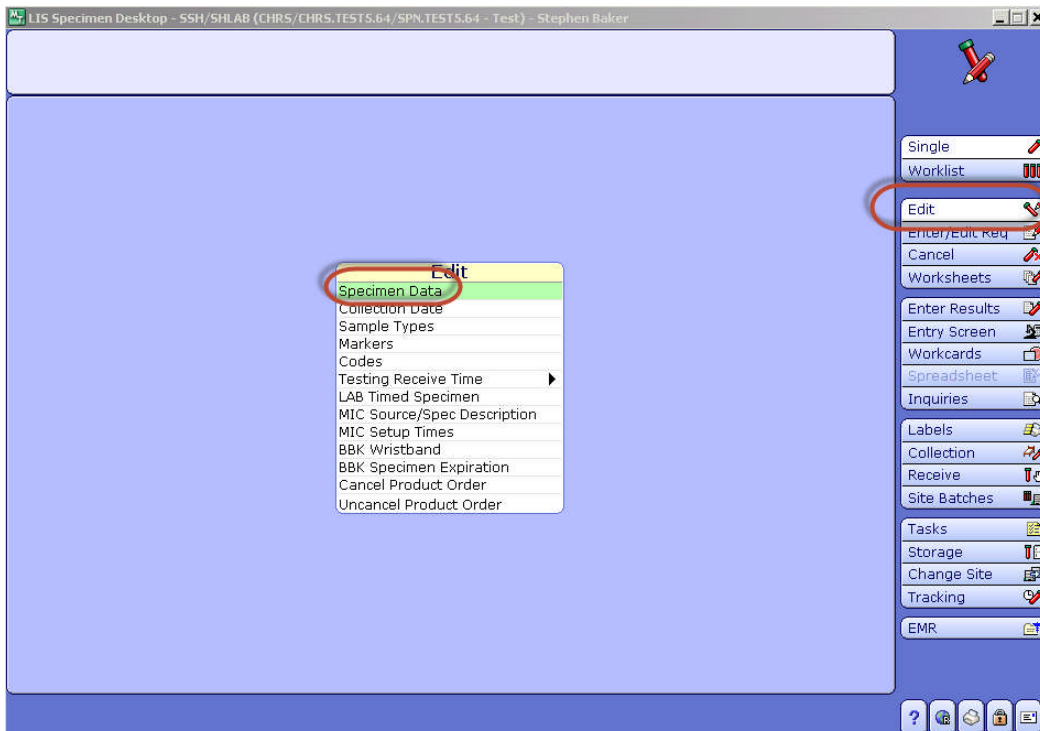 LIS Specimen Desktop - SSH/SHLAB (CHRS/CHRS.TEST5.64/SPN.TEST5.64 - Test) - Stephen Baker
Edit
Specimen Data
Collection Date
Sample Types
Markers
Codes
Testing Receive Time
LAB Timed Specimen
MIC Source/Spec Description
MIC Setup Times
BBK Wristband
BBK Specimen Expiration
Cancel Product Order
Uncancel Product Order
Single
Worklist
Edit
Enter/Edit Req
Cancel
Worksheets
Enter Results
Entry Screen
Workcards
Spreadsheet
Inquiries
Labels
Collection
Receive
Site Batches
Tasks
Storage
Change Site
Tracking
EMR
?